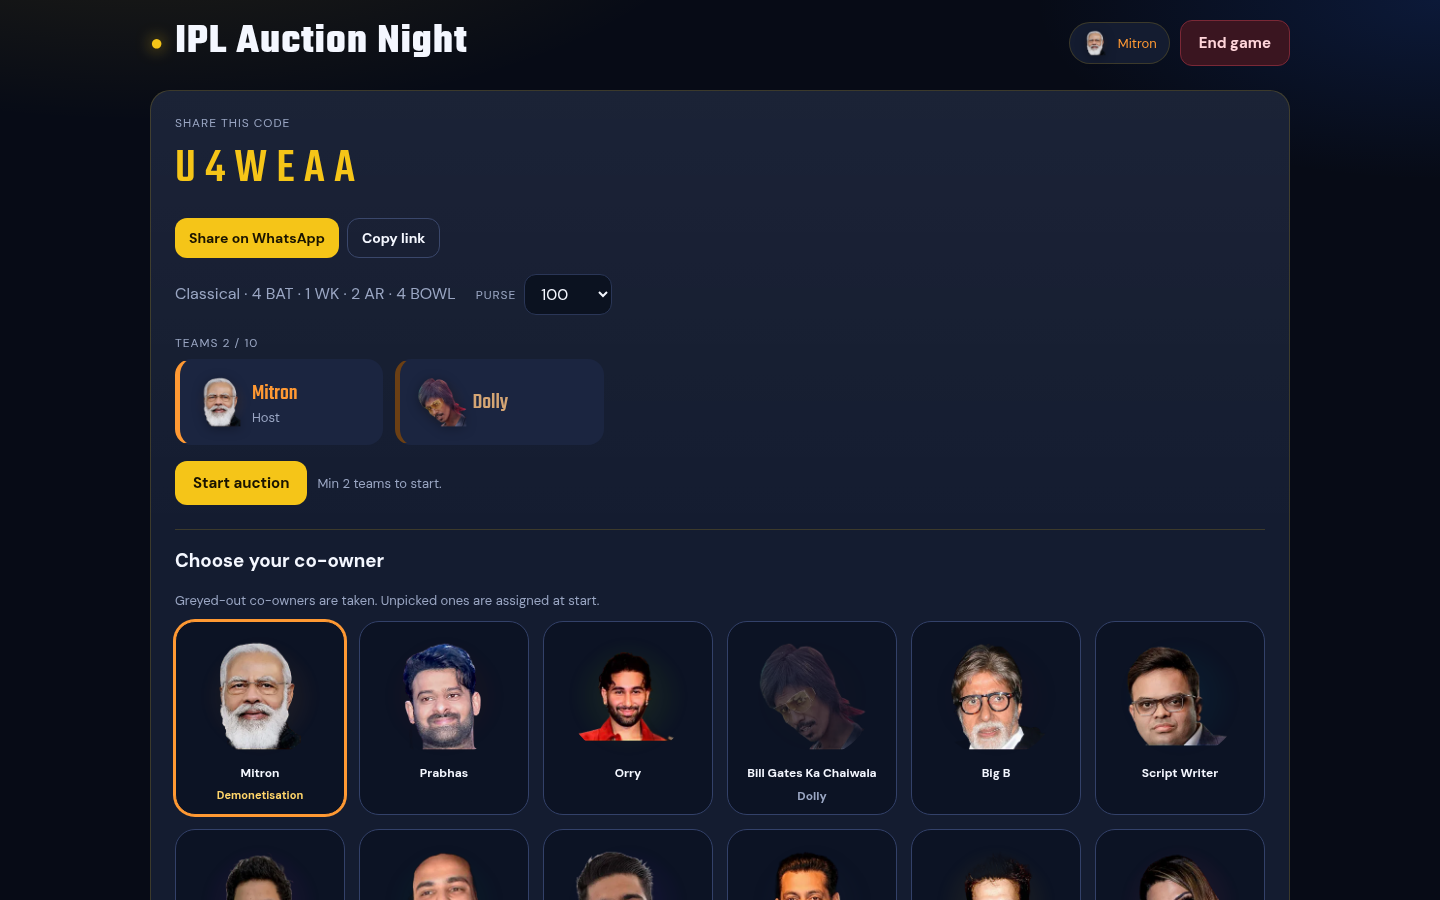 IPL Auction Night
Mitron
End game
SHARE THIS CODE
U4WEAA
Share on WhatsApp
Copy link
Classical · 4 BAT · 1 WK · 2 AR · 4 BOWL
PURSE
100
TEAMS 2 / 10
Mitron
Host
Dolly
Start auction
Min 2 teams to start.
Choose your co-owner
Greyed-out co-owners are taken. Unpicked ones are assigned at start.
Mitron
Demonetisation
Prabhas
Orry
Bill Gates Ka Chaiwala
Dolly
Big B
Script Writer